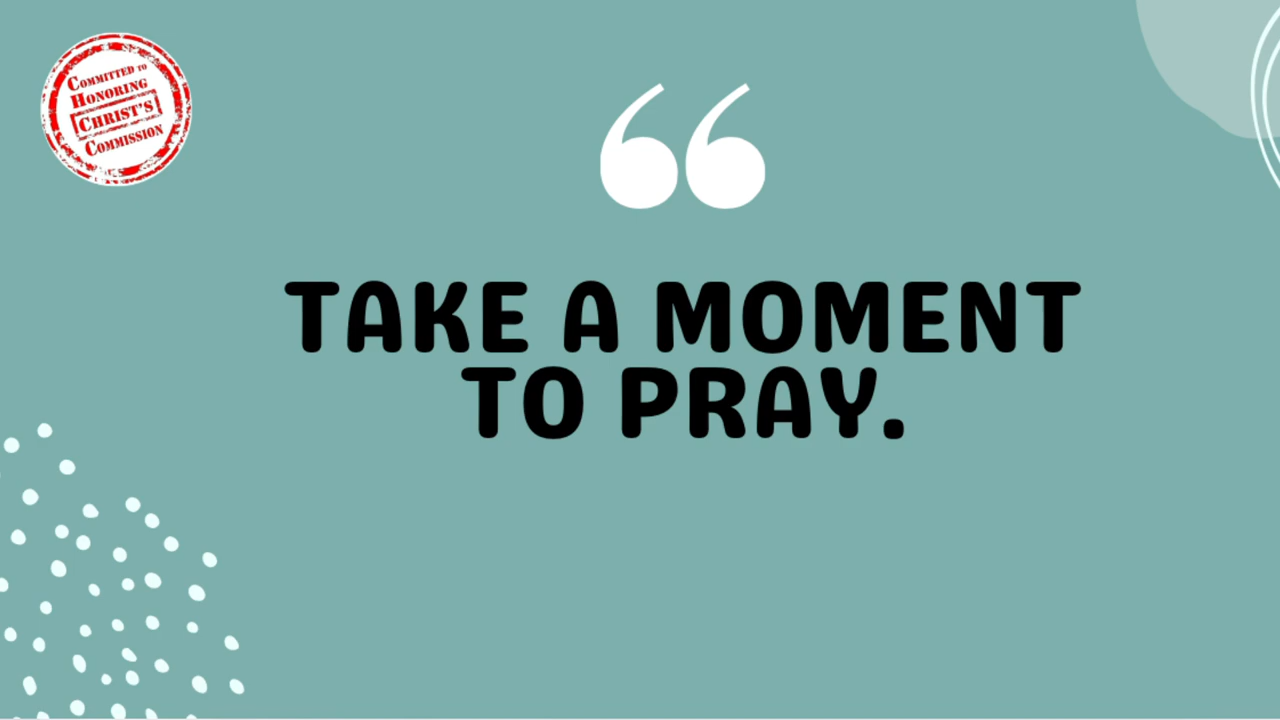 COMMITTED TO
HONORING
CHRIST'S
COMMISSION
“
TAKE A MOMENT
TO PRAY.